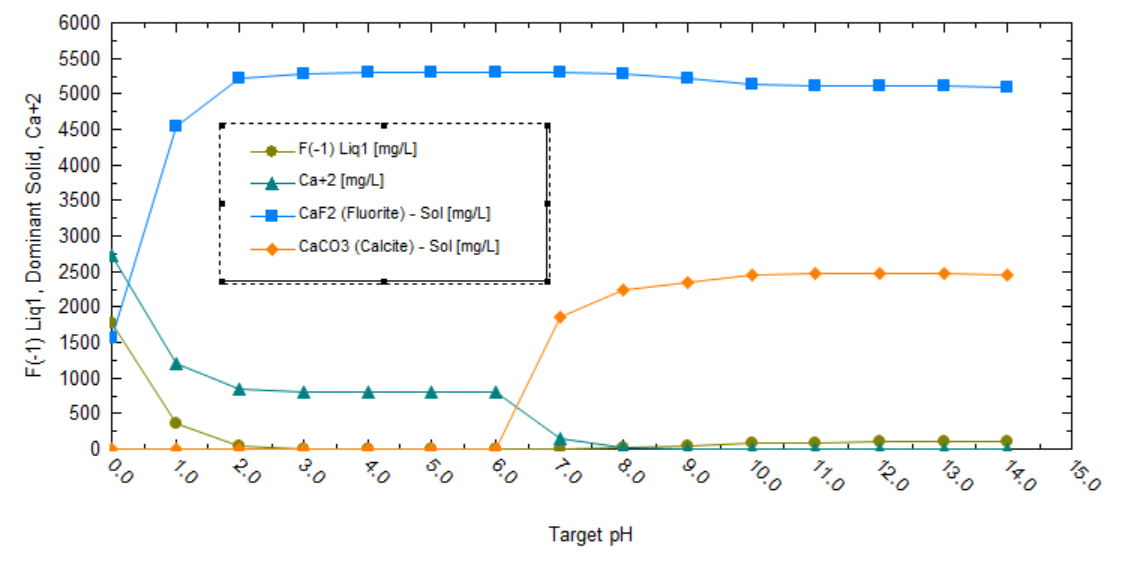 6000
5500
5000
4500
4000
3500
3000
2500
2000
1500
1000
500
0
F(-1) Liq1, Dominant Solid, Ca+2
F(-1) Liq1 [mg/L]
Ca+2 [mg/L]
CaF2 (Fluorite) - Sol [mg/L]
CaCO3 (Calcite) - Sol [mg/L]
0.0 1.0 2.0 3.0 4.0 5.0 6.0 7.0 8.0 9.0 10.0 11.0 12.0 13.0 14.0 15.0
Target pH